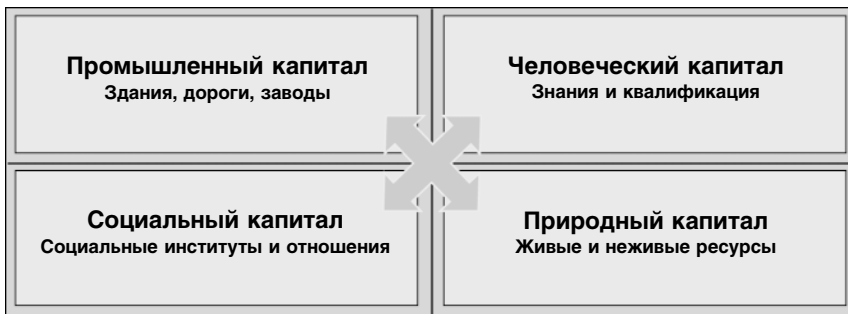 Промышленный капитал
Здания, дороги, заводы
Человеческий капитал
Знания и квалификация
Социальный капитал
Социальные институты и отношения
Природный капитал
Живые и неживые ресурсы